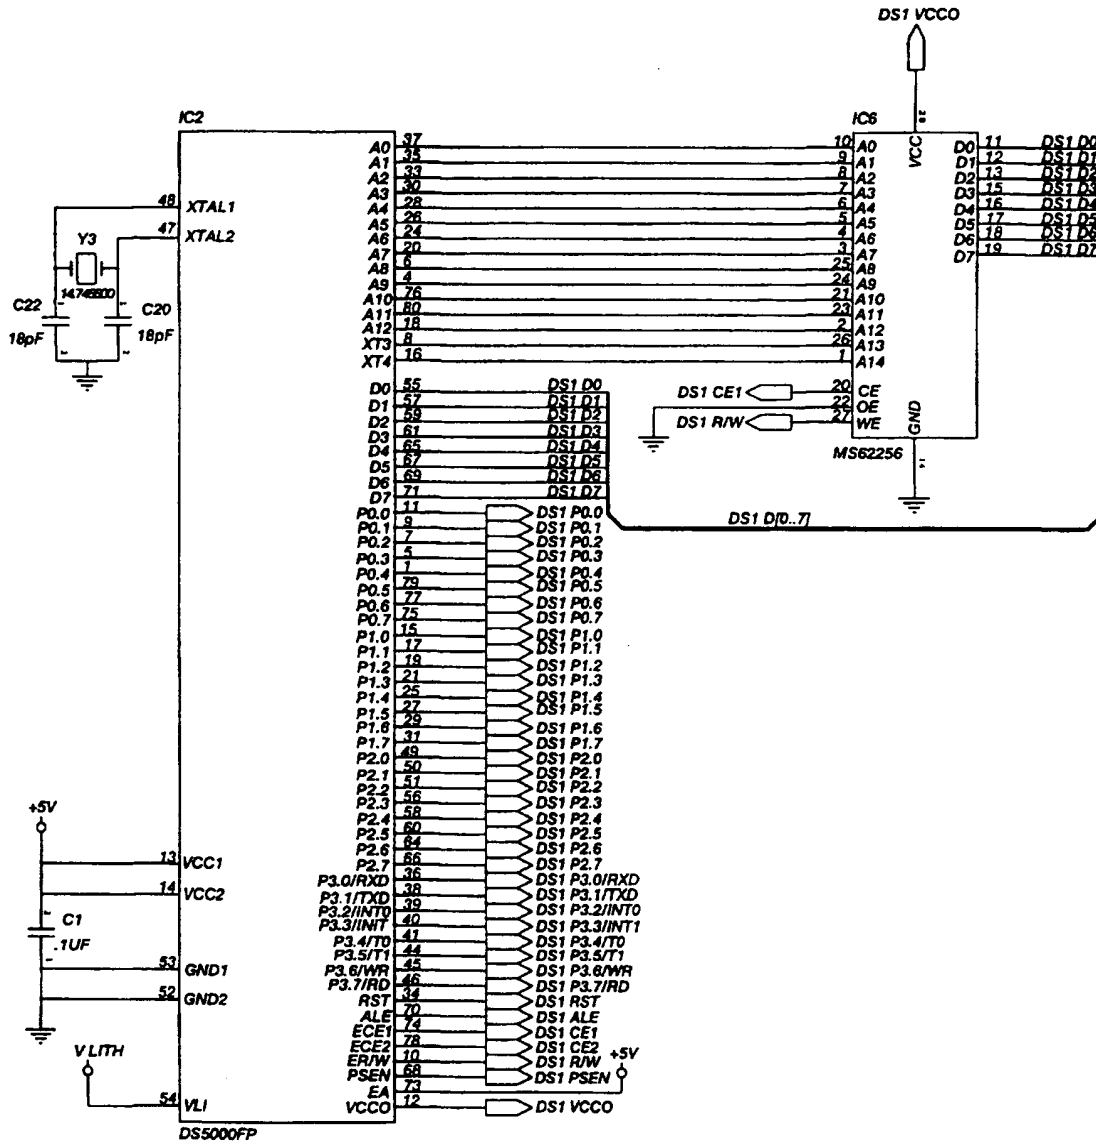 DS1 VCCO
IC2
IC6
28
VCC
37 A0
35 A1
33 A2
30 A3
28 A4
26 A5
24 A6
20 A7
6 A8
4 A9
76 A10
80 A11
18 A12
8 XT3
16 XT4
10 A0
9 A1
8 A2
7 A3
6 A4
5 A5
4 A6
3 A7
25 A8
24 A9
21 A10
23 A11
2 A12
26 A13
1 A14
D0 11 DS1 D0
D1 12 DS1 D1
D2 13 DS1 D2
D3 15 DS1 D3
D4 16 DS1 D4
D5 17 DS1 D5
D6 18 DS1 D6
D7 19 DS1 D7
48 XTAL1
47 XTAL2
Y3
14.745600
C22
18pF
C20
18pF
DS1 CE1 20 CE
22 OE
DS1 R/W 27 WE
GND
14
MS62256
D0 55 DS1 D0
D1 57 DS1 D1
D2 59 DS1 D2
D3 61 DS1 D3
D4 65 DS1 D4
D5 67 DS1 D5
D6 69 DS1 D6
D7 71 DS1 D7
DS1 D[0..7]
P0.0 11 DS1 P0.0
P0.1 9 DS1 P0.1
P0.2 7 DS1 P0.2
P0.3 5 DS1 P0.3
P0.4 1 DS1 P0.4
P0.5 79 DS1 P0.5
P0.6 77 DS1 P0.6
P0.7 75 DS1 P0.7
P1.0 15 DS1 P1.0
P1.1 17 DS1 P1.1
P1.2 19 DS1 P1.2
P1.3 21 DS1 P1.3
P1.4 25 DS1 P1.4
P1.5 27 DS1 P1.5
P1.6 29 DS1 P1.6
P1.7 31 DS1 P1.7
P2.0 49 DS1 P2.0
P2.1 50 DS1 P2.1
P2.2 51 DS1 P2.2
P2.3 56 DS1 P2.3
P2.4 58 DS1 P2.4
P2.5 60 DS1 P2.5
P2.6 64 DS1 P2.6
P2.7 66 DS1 P2.7
P3.0/RXD 36 DS1 P3.0/RXD
P3.1/TXD 38 DS1 P3.1/TXD
P3.2/INT0 39 DS1 P3.2/INT0
P3.3/INIT 40 DS1 P3.3/INT1
P3.4/T0 41 DS1 P3.4/T0
P3.5/T1 44 DS1 P3.5/T1
P3.6/WR 45 DS1 P3.6/WR
P3.7/RD 46 DS1 P3.7/RD
RST 34 DS1 RST
ALE 70 DS1 ALE
ECE1 74 DS1 CE1
ECE2 78 DS1 CE2
ER/W 10 DS1 R/W
PSEN 68 DS1 PSEN
EA 73 +5V
VCCO 12 DS1 VCCO
+5V
13 VCC1
14 VCC2
C1
.1UF
53 GND1
52 GND2
V LITH
54 VLI
DS5000FP